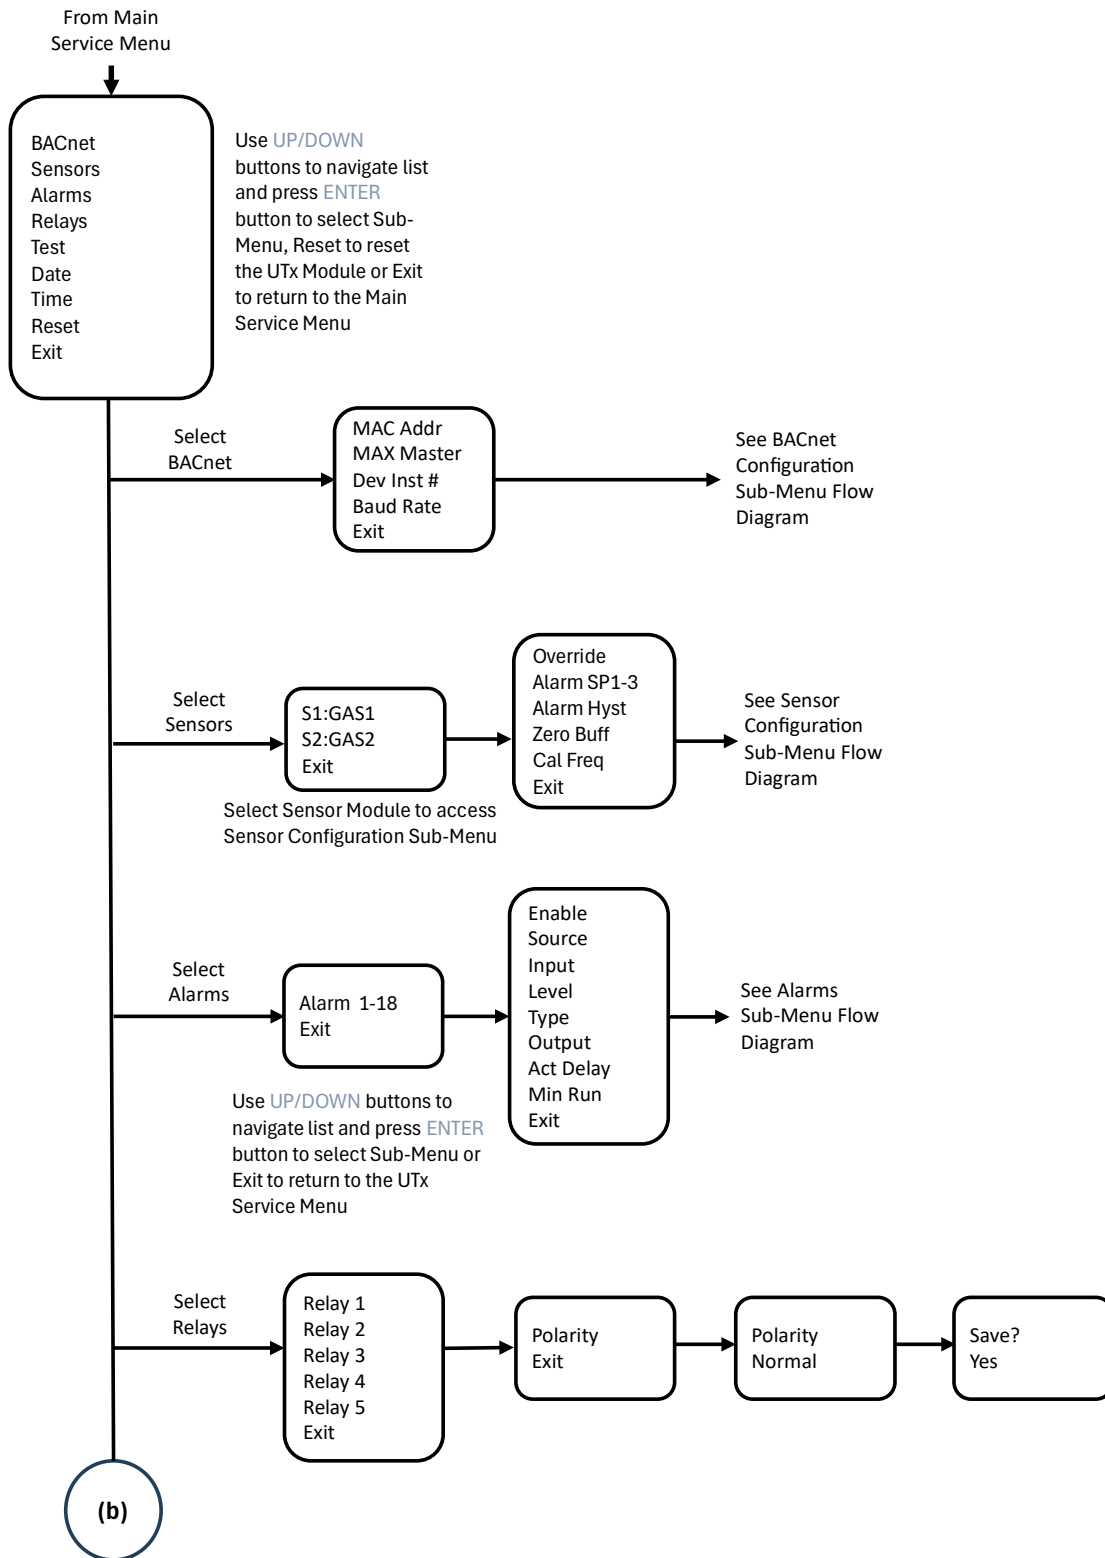 From Main
Service Menu
BACnet
Sensors
Alarms
Relays
Test
Date
Time
Reset
Exit
Use UP/DOWN
buttons to navigate list
and press ENTER
button to select Sub-
Menu, Reset to reset
the UTx Module or Exit
to return to the Main
Service Menu
Select
BACnet
MAC Addr
MAX Master
Dev Inst #
Baud Rate
Exit
See BACnet
Configuration
Sub-Menu Flow
Diagram
Select
Sensors
S1:GAS1
S2:GAS2
Exit
Select Sensor Module to access
Sensor Configuration Sub-Menu
Override
Alarm SP1-3
Alarm Hyst
Zero Buff
Cal Freq
Exit
See Sensor
Configuration
Sub-Menu Flow
Diagram
Select
Alarms
Alarm 1-18
Exit
Use UP/DOWN buttons to
navigate list and press ENTER
button to select Sub-Menu or
Exit to return to the UTx
Service Menu
Enable
Source
Input
Level
Type
Output
Act Delay
Min Run
Exit
See Alarms
Sub-Menu Flow
Diagram
Select
Relays
Relay 1
Relay 2
Relay 3
Relay 4
Relay 5
Exit
Polarity
Exit
Polarity
Normal
Save?
Yes
(b)